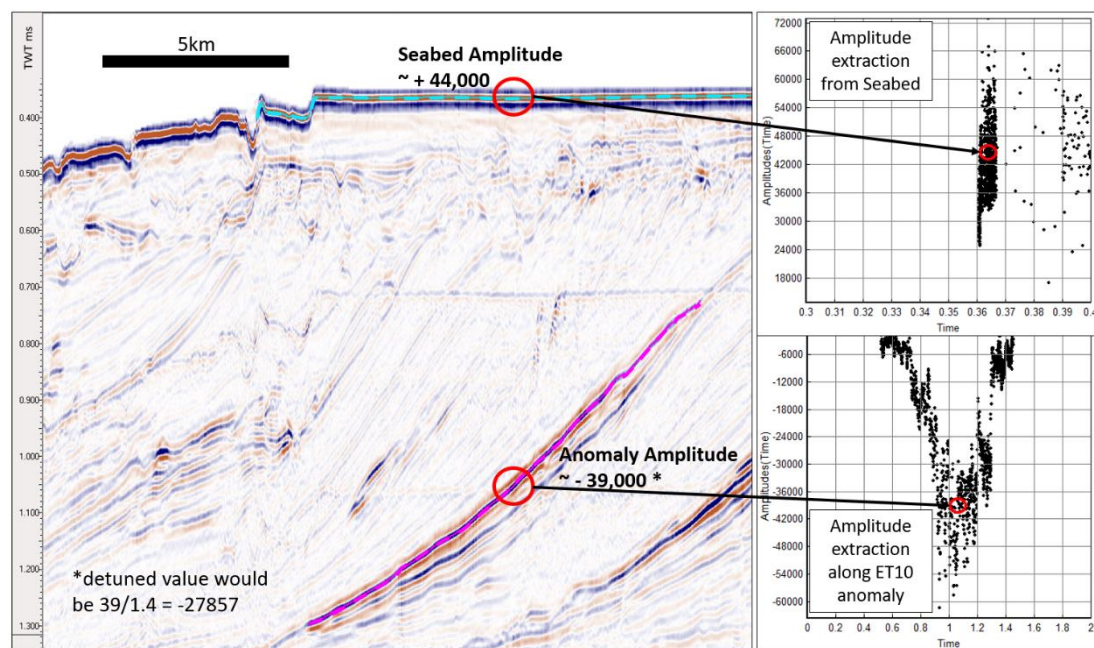 TWT ms
5km
Seabed Amplitude
~ + 44,000
0.400
0.500
0.600
0.700
0.800
0.900
1.000
1.100
1.200
1.300
Anomaly Amplitude
~ - 39,000 *
*detuned value would
be 39/1.4 = -27857
Amplitudes(Time)
72000
66000
60000
54000
48000
42000
36000
30000
24000
18000
Amplitude
extraction
from Seabed
0.3 0.31 0.32 0.33 0.34 0.35 0.36 0.37 0.38 0.39 0.4
Time
Amplitudes(Time)
-6000
-12000
-18000
-24000
-30000
-36000
-42000
-48000
-54000
-60000
Amplitude
extraction
along ET10
anomaly
0 0.2 0.4 0.6 0.8 1 1.2 1.4 1.6 1.8 2
Time